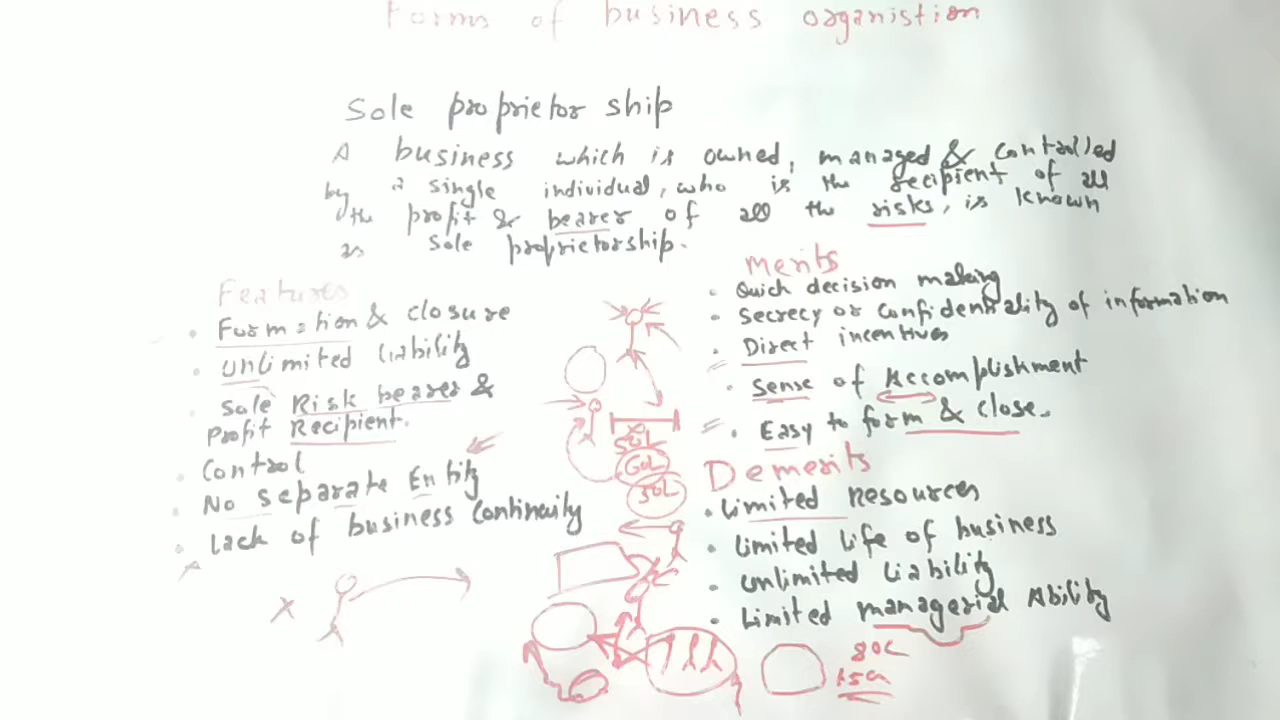 Forms of business organistion
Sole proprietor ship
A business which is owned, managed & controlled
by a single individual, who is the recipient of all
the profit & bearer of all the risks, is known
as sole proprietorship.
Features
• Formation & closure
• Unlimited liability
• Sole Risk bearer &
Profit Recipient.
• Control
• No separate Entity
• Lack of business Continuity
Merits
• Quick decision making
• Secrecy or Confidentiality of information
• Direct incentives
• Sense of Accomplishment
• Easy to form & close.
50L
60L
30L
Demerits
• Limited Resources
• Limited life of business
• Unlimited Liability
• Limited managerial Ability
80L